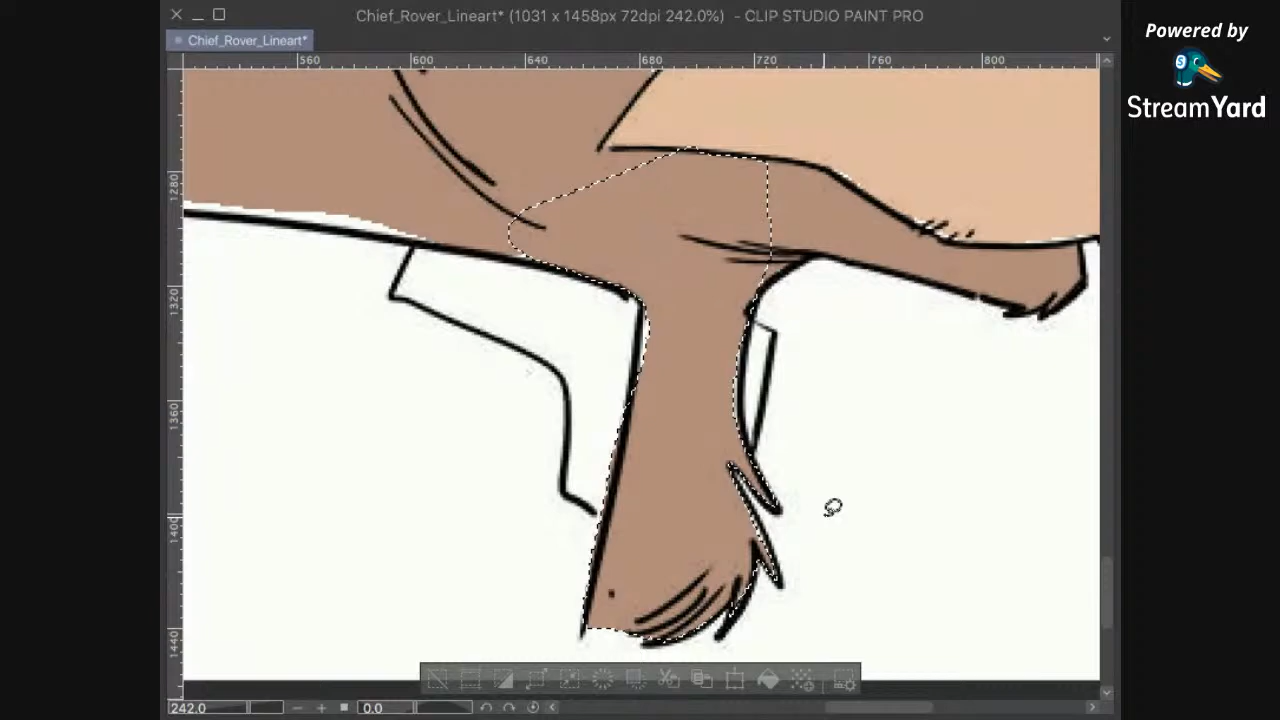 Chief_Rover_Lineart* (1031 x 1458px 72dpi 242.0%) - CLIP STUDIO PAINT PRO
Powered by
StreamYard
Chief_Rover_Lineart*
560 600 640 680 720 760 800
1280
1320
1360
1400
1440
242.0
0.0